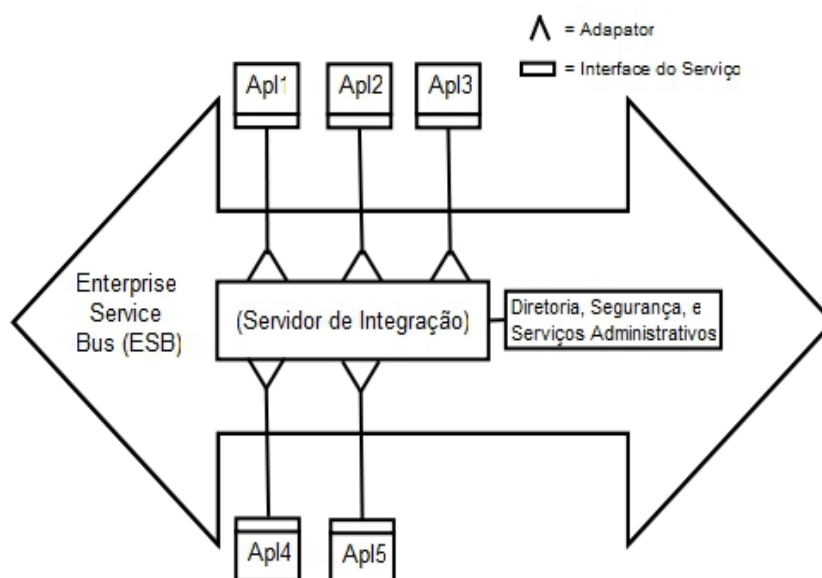 = Adapator
= Interface do Serviço
Apl1
Apl2
Apl3
Enterprise
Service
Bus (ESB)
(Servidor de Integração)
Diretoria, Segurança, e
Serviços Administrativos
Apl4
Apl5